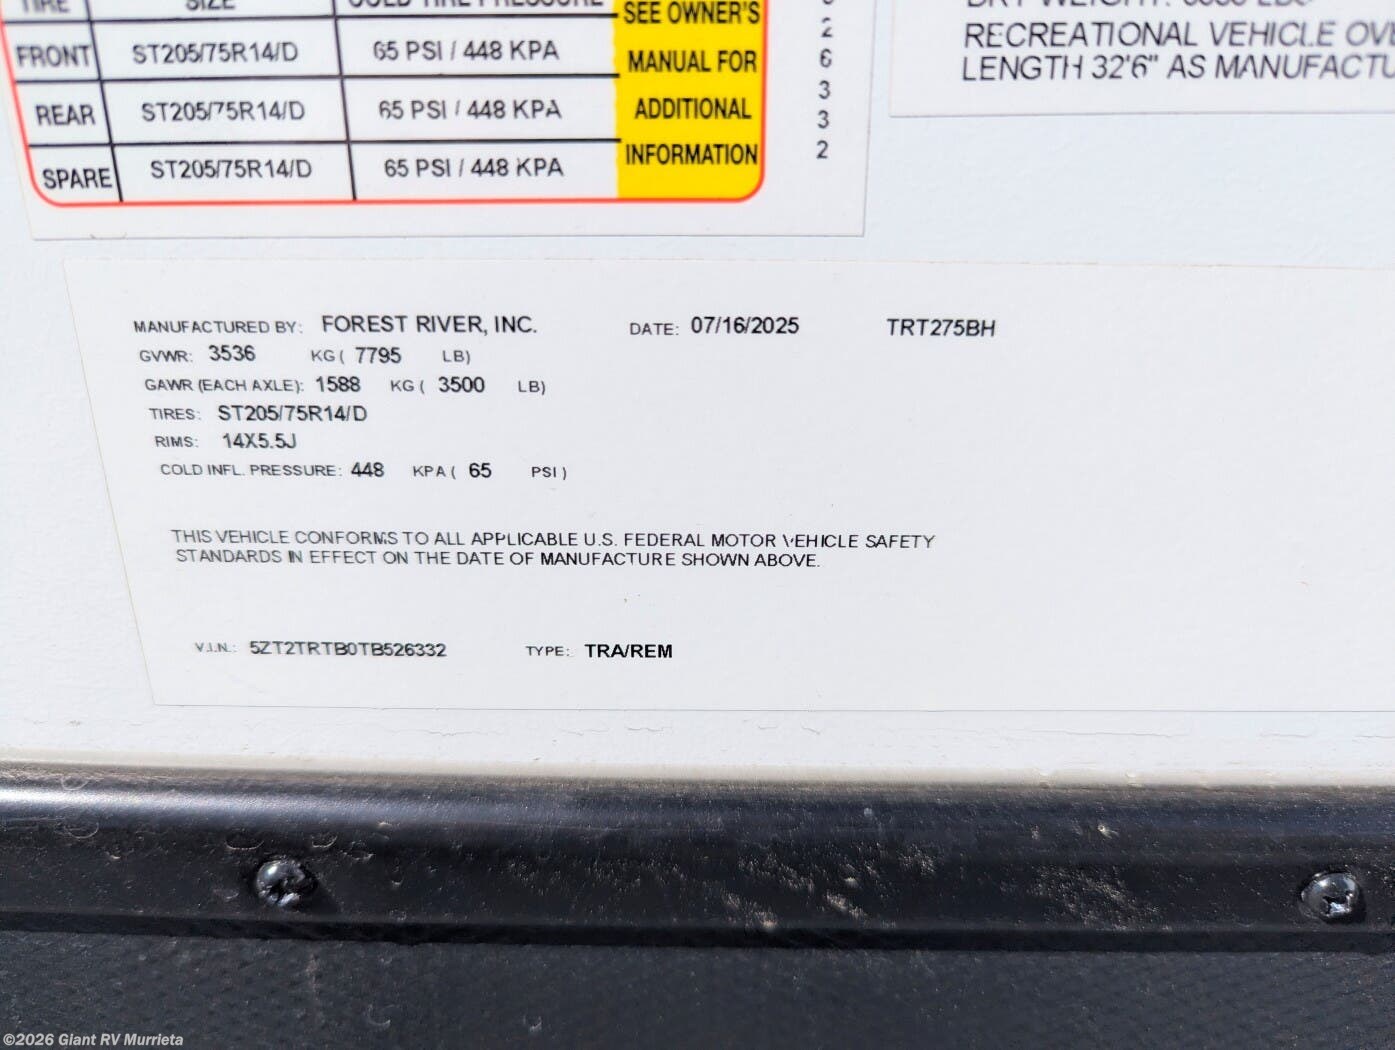 TIRE SIZE COLD TIRE PRESSURE SEE OWNER'S
FRONT ST205/75R14/D 65 PSI / 448 KPA MANUAL FOR
REAR ST205/75R14/D 65 PSI / 448 KPA ADDITIONAL
SPARE ST205/75R14/D 65 PSI / 448 KPA INFORMATION
2
6
3
3
2
DRY WEIGHT:
RECREATIONAL VEHICLE
LENGTH 32'6" AS
MANUFACTURED BY: FOREST RIVER, INC. DATE: 07/16/2025 TRT275BH
GVWR: 3536 KG ( 7795 LB)
GAWR (EACH AXLE): 1588 KG ( 3500 LB)
TIRES: ST205/75R14/D
RIMS: 14X5.5J
COLD INFL. PRESSURE: 448 KPA ( 65 PSI )
THIS VEHICLE CONFORMS TO ALL APPLICABLE U.S. FEDERAL MOTOR VEHICLE SAFETY
STANDARDS IN EFFECT ON THE DATE OF MANUFACTURE SHOWN ABOVE.
V.I.N.: 5ZT2TRTB0TB526332 TYPE: TRA/REM
©2026 Giant RV Murrieta